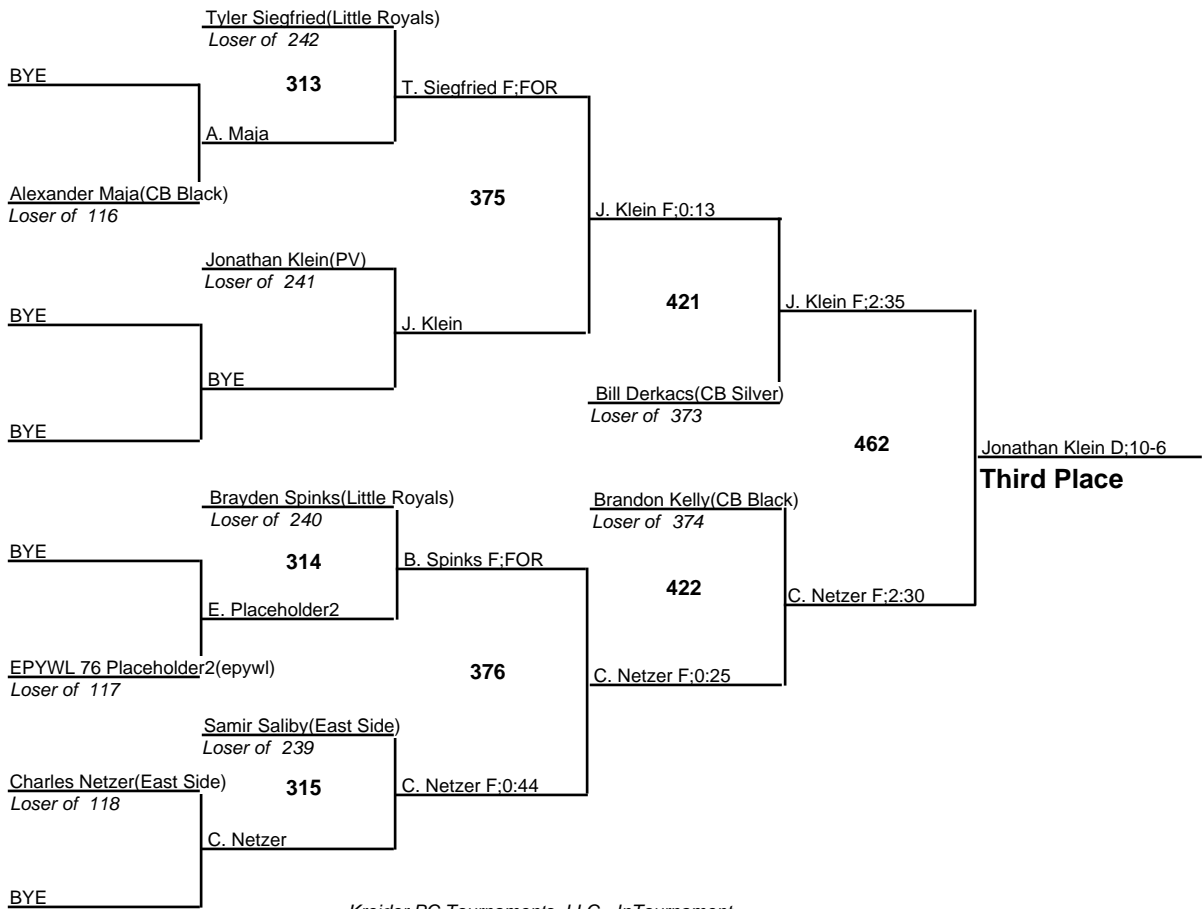 Tyler Siegfried(Little Royals)
Loser of 242
BYE
313
T. Siegfried F;FOR
A. Maja
Alexander Maja(CB Black)
Loser of 116
375
J. Klein F;0:13
Jonathan Klein(PV)
Loser of 241
421
J. Klein F;2:35
BYE
J. Klein
BYE
Bill Derkacs(CB Silver)
Loser of 373
BYE
462
Jonathan Klein D;10-6
Third Place
Brayden Spinks(Little Royals)
Loser of 240
Brandon Kelly(CB Black)
Loser of 374
BYE
314
B. Spinks F;FOR
422
C. Netzer F;2:30
E. Placeholder2
EPYWL 76 Placeholder2(epywl)
Loser of 117
376
C. Netzer F;0:25
Samir Saliby(East Side)
Loser of 239
Charles Netzer(East Side)
Loser of 118
315
C. Netzer F;0:44
C. Netzer
BYE
Kreider PC Tournaments, LLC - InTournament